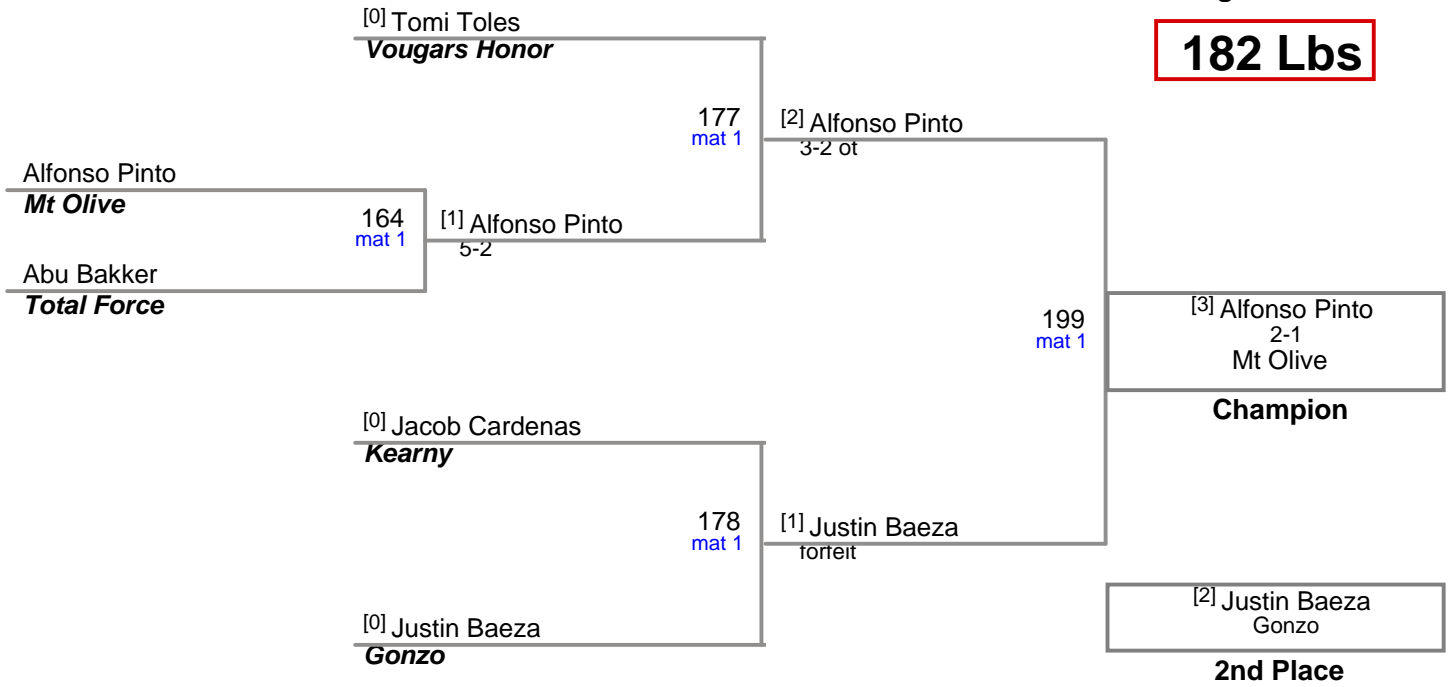 182 Lbs
[0] Tomi Toles
Vougars Honor
177
mat 1
[2] Alfonso Pinto
3-2 ot
Alfonso Pinto
Mt Olive
164
mat 1
[1] Alfonso Pinto
5-2
Abu Bakker
Total Force
199
mat 1
[3] Alfonso Pinto
2-1
Mt Olive
Champion
[0] Jacob Cardenas
Kearny
178
mat 1
[1] Justin Baeza
forfeit
[0] Justin Baeza
Gonzo
[2] Justin Baeza
Gonzo
2nd Place